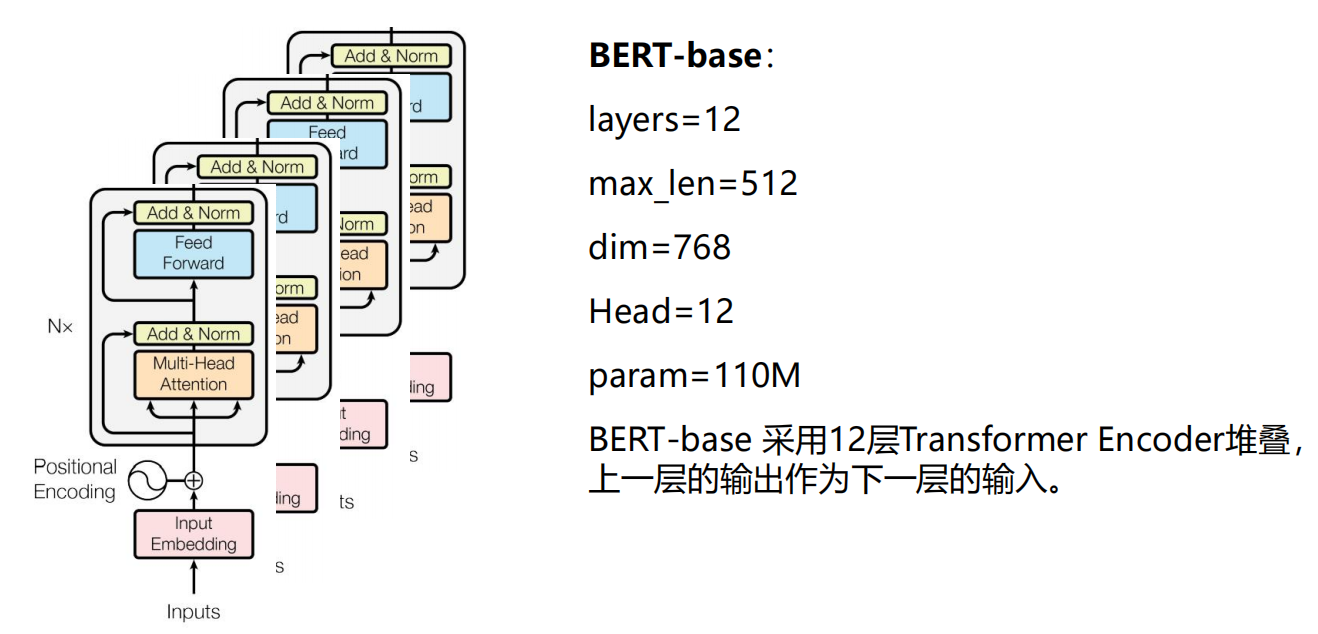 Add & Norm
Add & Norm
Feed
Add & Norm
Add & Norm
Feed
Forward
Nx
Add & Norm
Multi-Head
Attention
Positional
Encoding
Input
Embedding
Inputs
BERT-base：
layers=12
max_len=512
dim=768
Head=12
param=110M
BERT-base 采用12层Transformer Encoder堆叠，
上一层的输出作为下一层的输入。